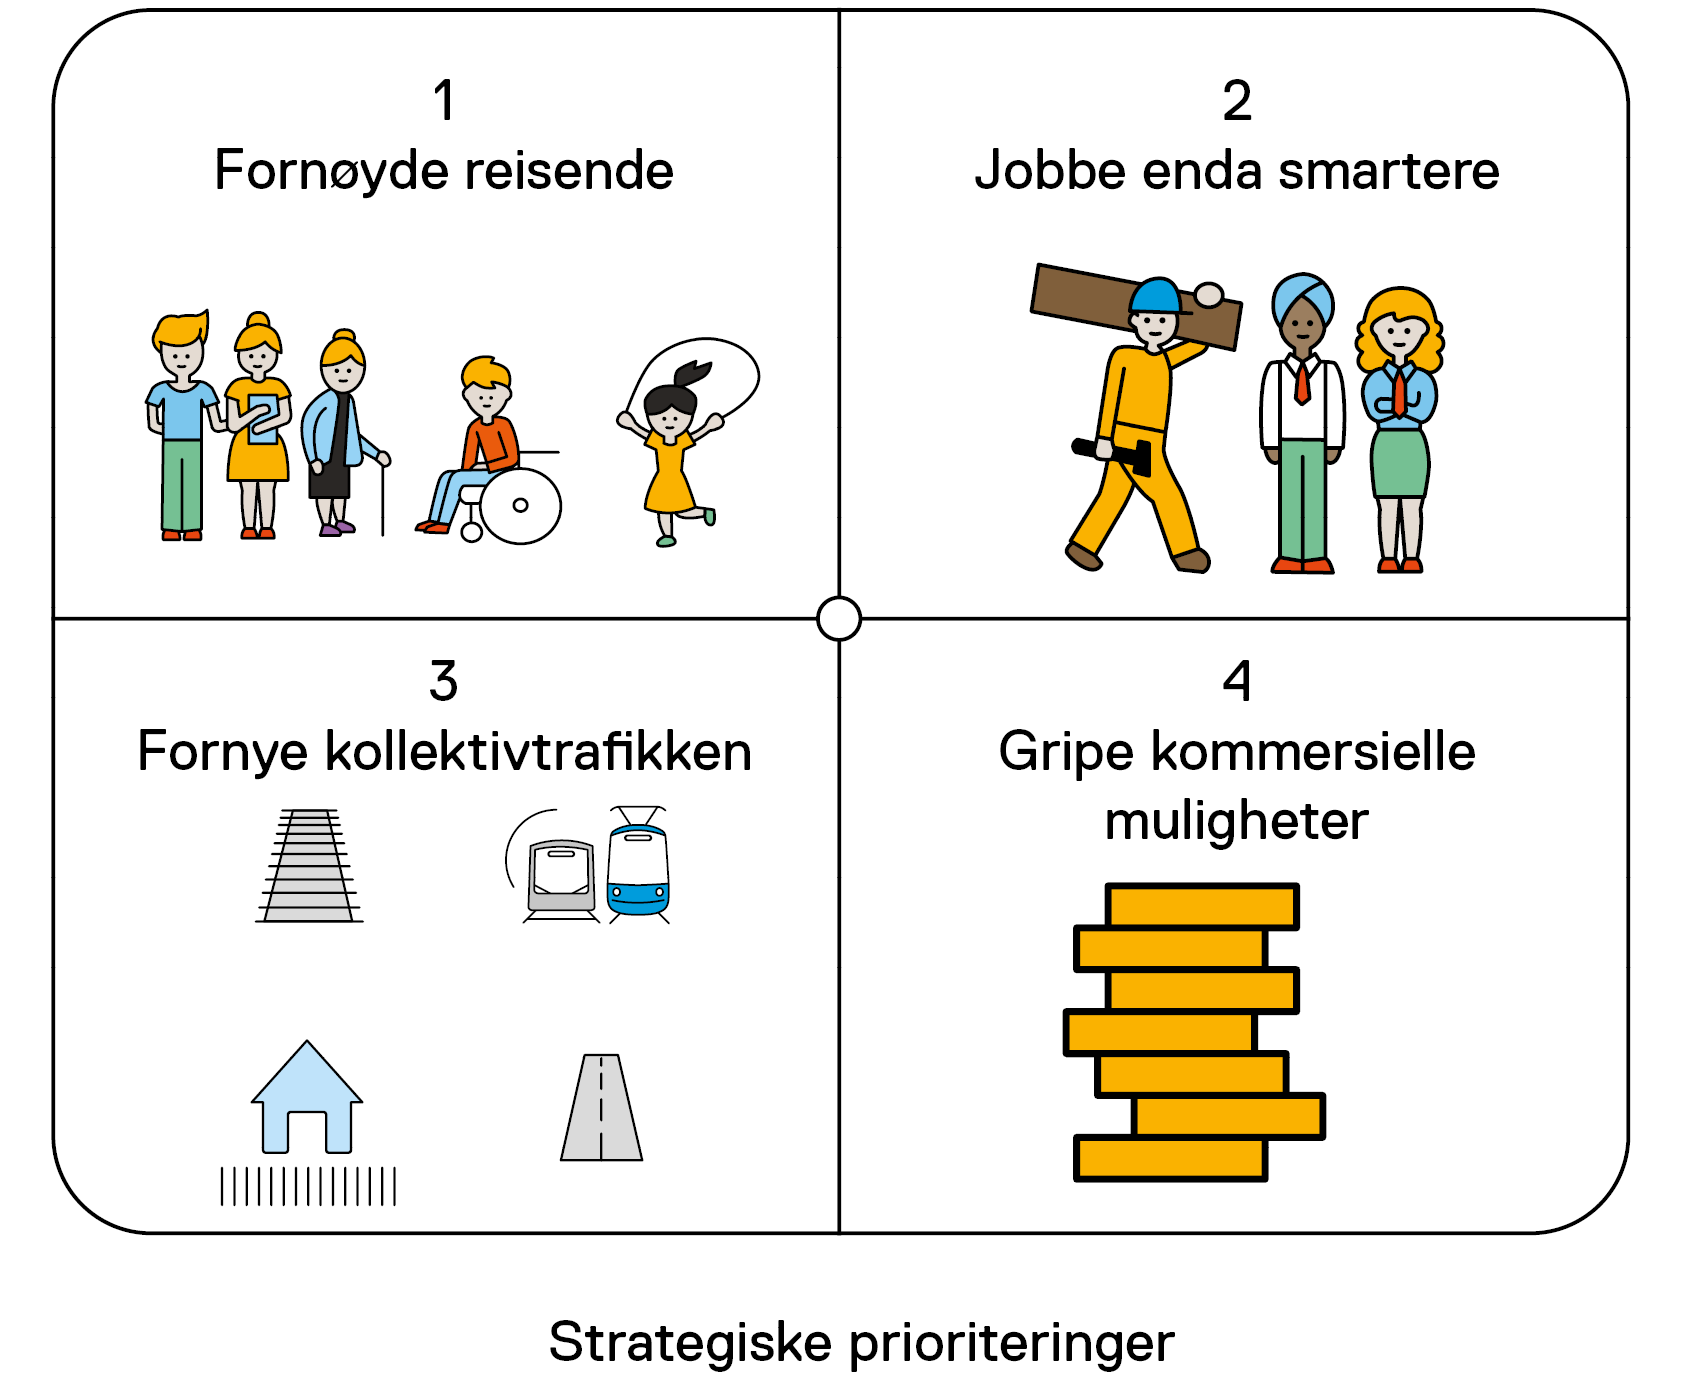 1
Fornøyde reisende
2
Jobbe enda smartere
3
Fornye kollektivtrafikken
4
Gripe kommersielle
muligheter
Strategiske prioriteringer